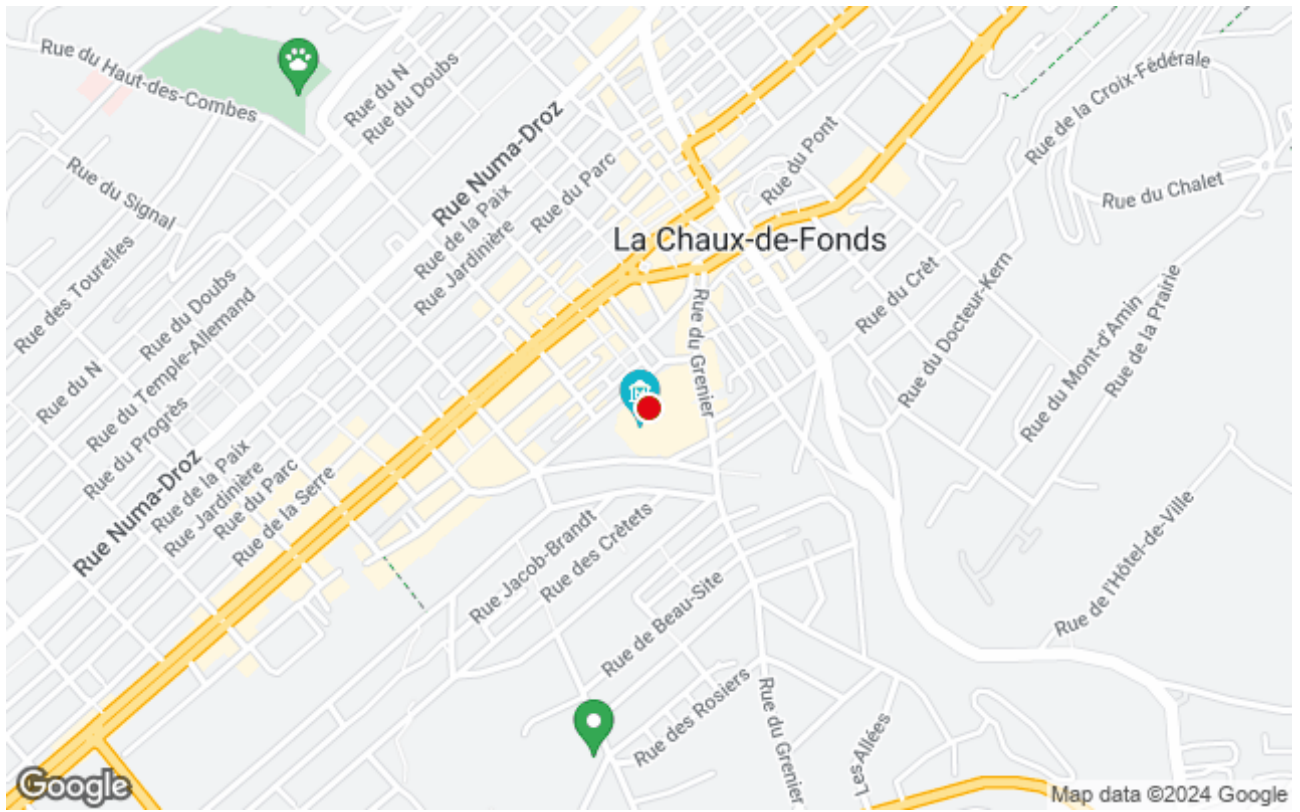 Rue du Haut-des-Combes
Rue du N
Rue du Doubs
Rue de la Croix-Fédérale
Rue Numa-Droz
Rue du Pont
Rue du Parc
Rue du Signal
Rue de la Paix
Rue du Chalet
Rue Jardinière
La Chaux-de-Fonds
Rue des Tourelles
Rue du Doubs
Rue du Crêt
Rue du Temple-Allemand
Rue du Grenier
Rue du Docteur-Kern
Rue du Mont-d'Amin
Rue de la Prairie
Rue du N
Rue du Progrès
Rue Numa-Droz
Rue de la Paix
Rue Jardinière
Rue du Parc
Rue de la Serre
Rue Jacob-Brandt
Rue des Crêtets
Rue de l'Hôtel-de-Ville
Rue de Beau-Site
Rue des Rosiers
Rue du Grenier
Les Allées
Google
Map data ©2024 Google